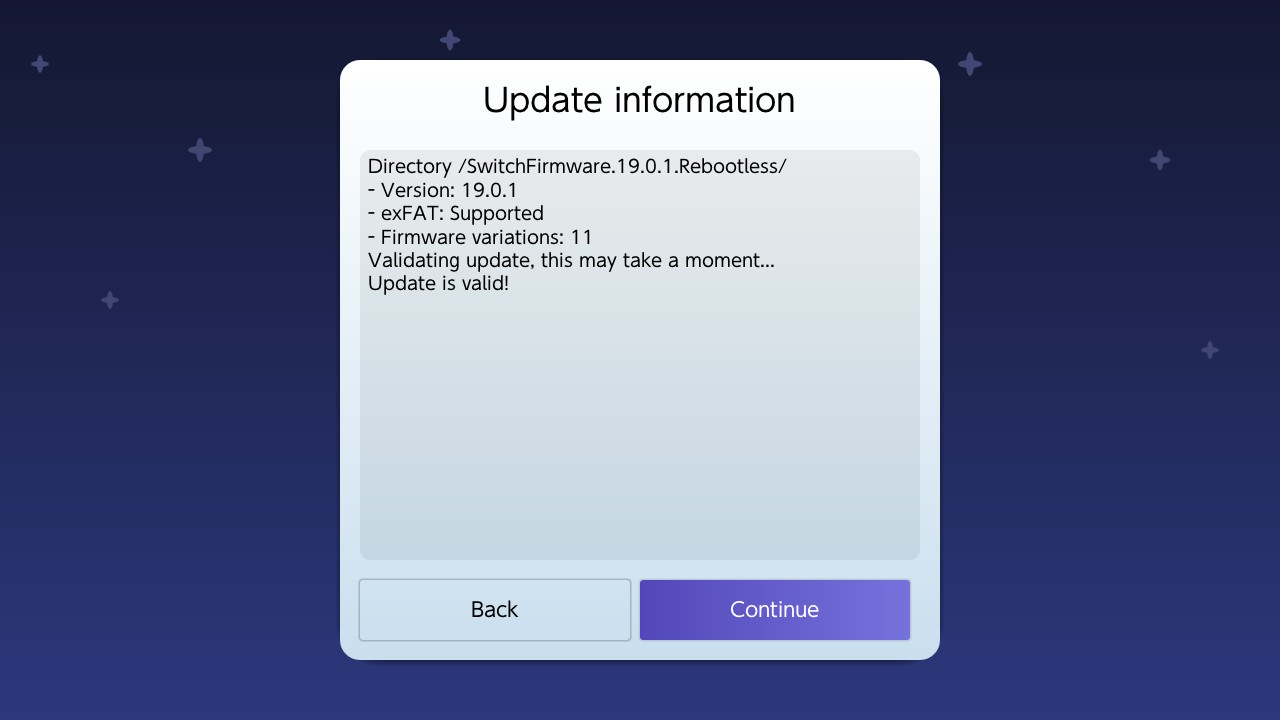 Update information
Directory /SwitchFirmware.19.0.1.Rebootless/
- Version: 19.0.1
- exFAT: Supported
- Firmware variations: 11
Validating update, this may take a moment...
Update is valid!
Back
Continue